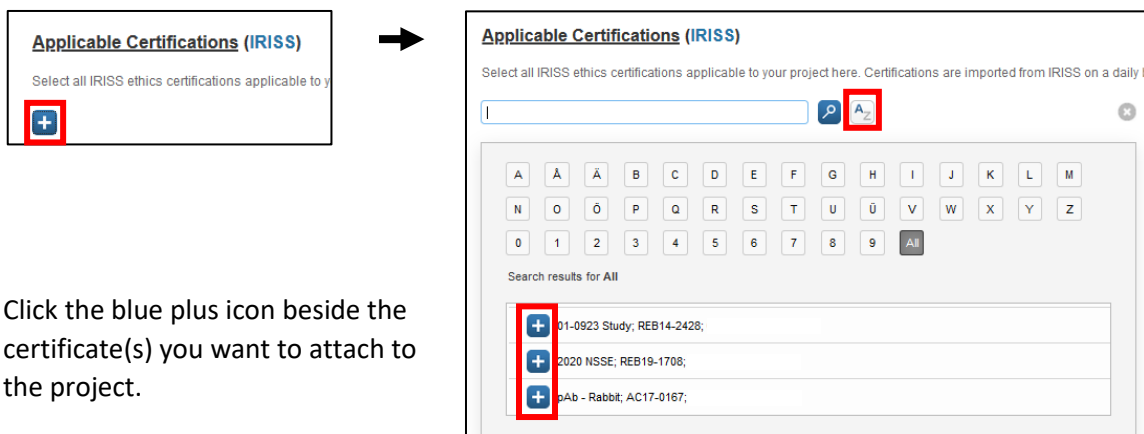 Applicable Certifications (IRISS)
Select all IRISS ethics certifications applicable to y
Applicable Certifications (IRISS)
Select all IRISS ethics certifications applicable to your project here. Certifications are imported from IRISS on a daily
AZ
A Å Ä B C D E F G H I J K L M
N O Ö P Q R S T U Ü V W X Y Z
0 1 2 3 4 5 6 7 8 9 All
Search results for All
01-0923 Study; REB14-2428;
2020 NSSE; REB19-1708;
pAb - Rabbit; AC17-0167;
Click the blue plus icon beside the
certificate(s) you want to attach to
the project.